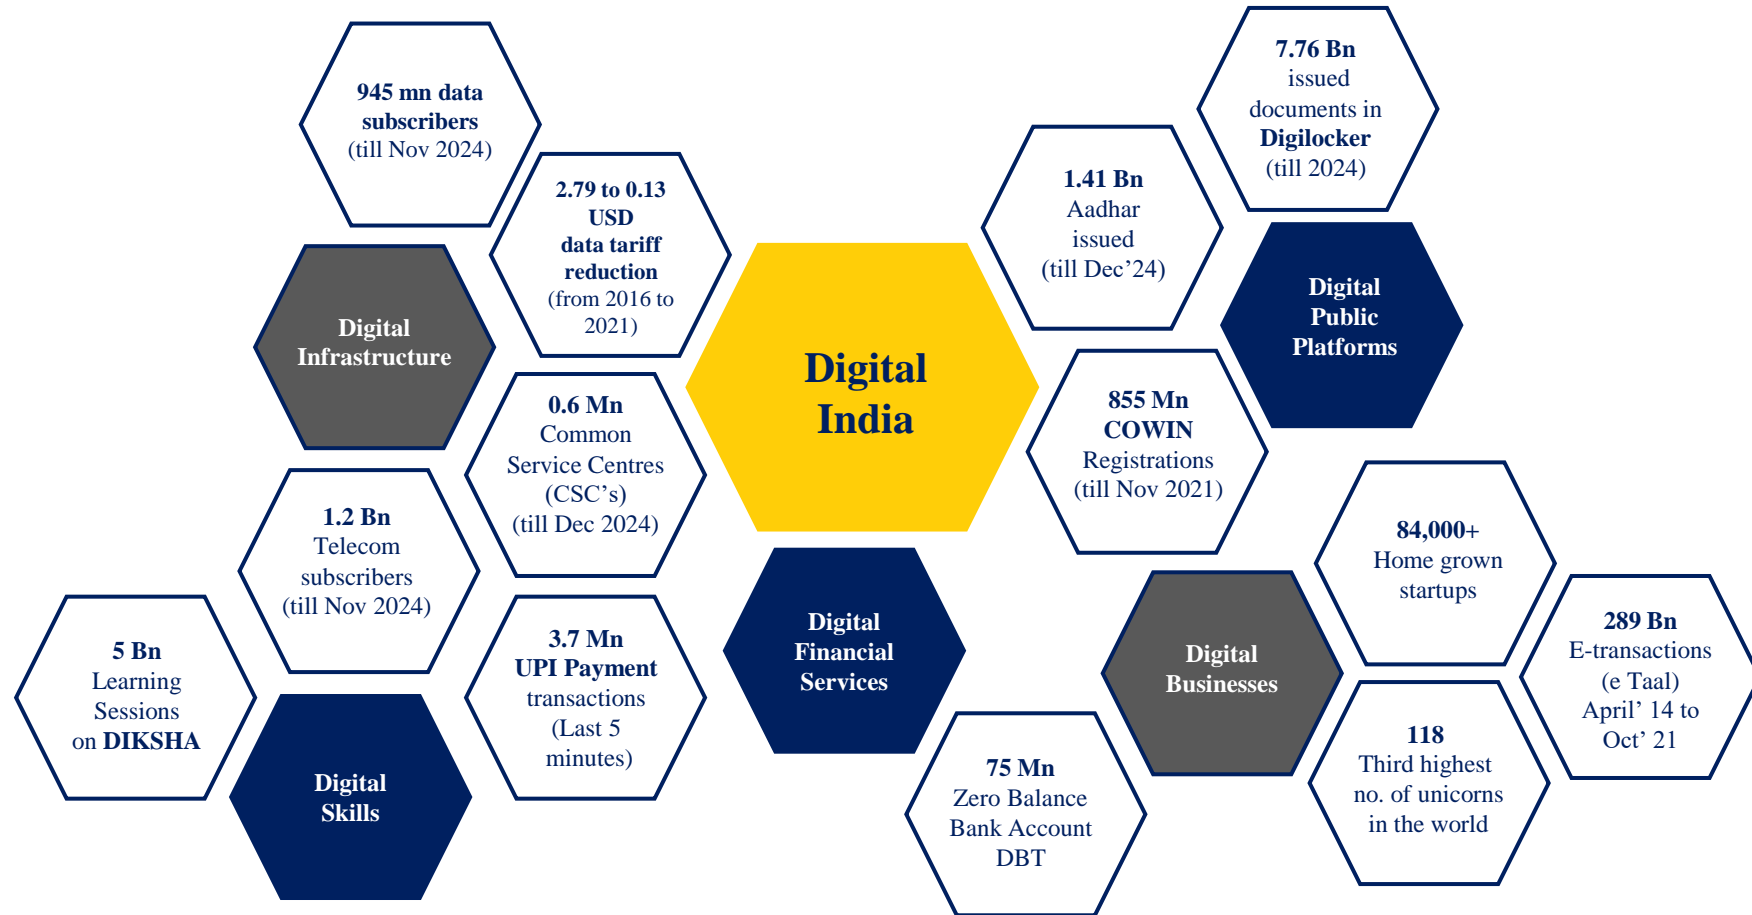 945 mn data
subscribers
(till Nov 2024)
2.79 to 0.13
USD
data tariff
reduction
(from 2016 to
2021)
Digital
Infrastructure
0.6 Mn
Common
Service Centres
(CSC’s)
(till Dec 2024)
1.2 Bn
Telecom
subscribers
(till Nov 2024)
5 Bn
Learning
Sessions
on DIKSHA
Digital
Skills
3.7 Mn
UPI Payment
transactions
(Last 5
minutes)
Digital
India
Digital
Financial
Services
75 Mn
Zero Balance
Bank Account
DBT
7.76 Bn
issued
documents in
Digilocker
(till 2024)
1.41 Bn
Aadhar
issued
(till Dec’24)
Digital
Public
Platforms
855 Mn
COWIN
Registrations
(till Nov 2021)
84,000+
Home grown
startups
Digital
Businesses
289 Bn
E-transactions
(e Taal)
April’ 14 to
Oct’ 21
118
Third highest
no. of unicorns
in the world